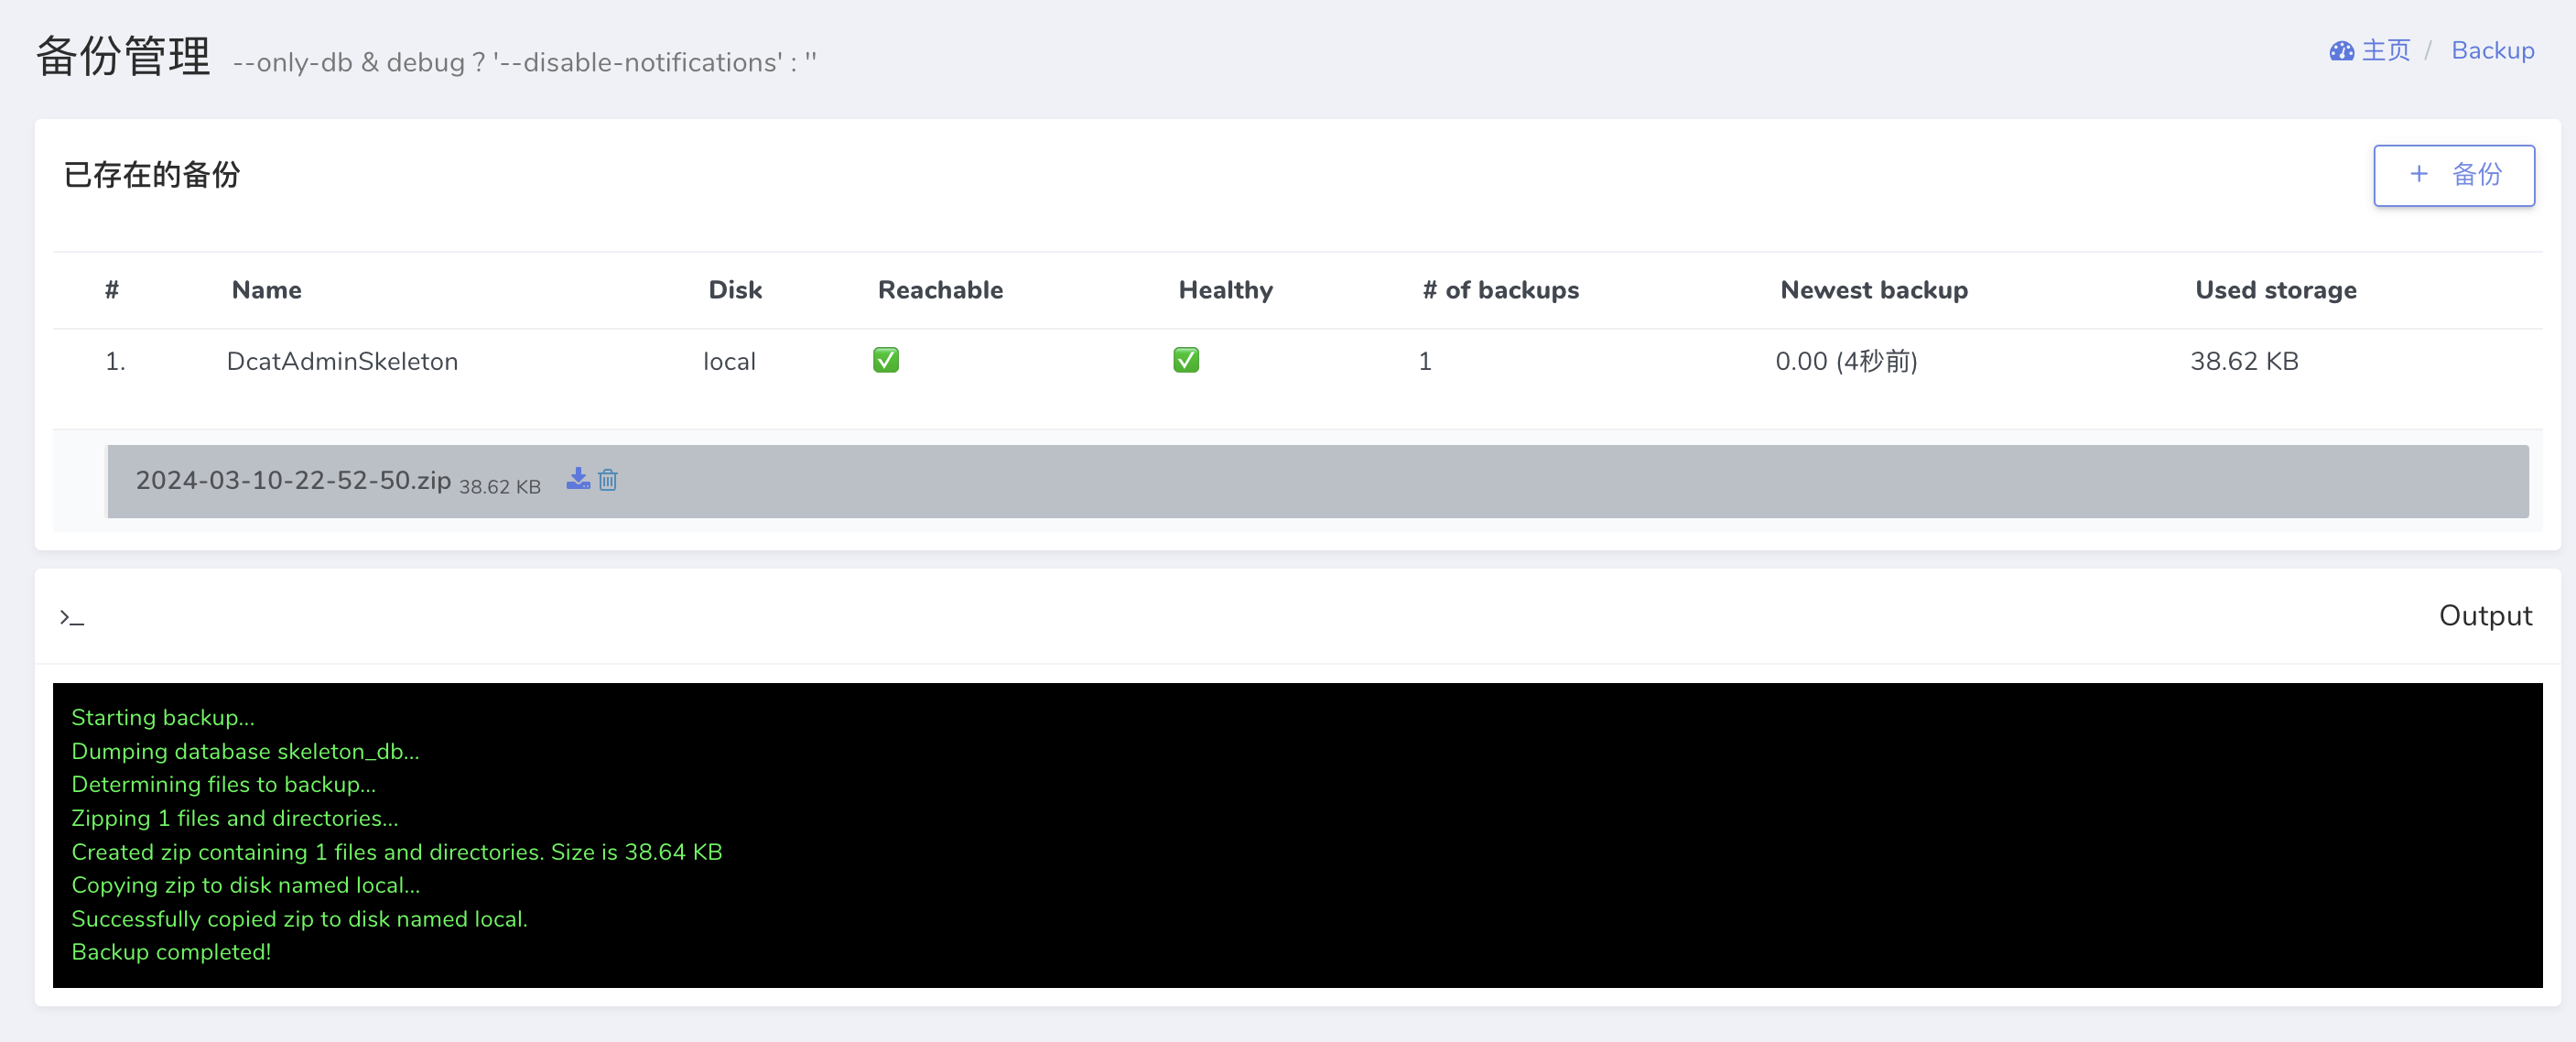 备份管理 --only-db & debug ? '--disable-notifications' : ''
主页 / Backup
已存在的备份
+ 备份
# Name Disk Reachable Healthy # of backups Newest backup Used storage
1. DcatAdminSkeleton local ✅ ✅ 1 0.00 (4秒前) 38.62 KB
2024-03-10-22-52-50.zip 38.62 KB
>_ Output
Starting backup...
Dumping database skeleton_db...
Determining files to backup...
Zipping 1 files and directories...
Created zip containing 1 files and directories. Size is 38.64 KB
Copying zip to disk named local...
Successfully copied zip to disk named local.
Backup completed!